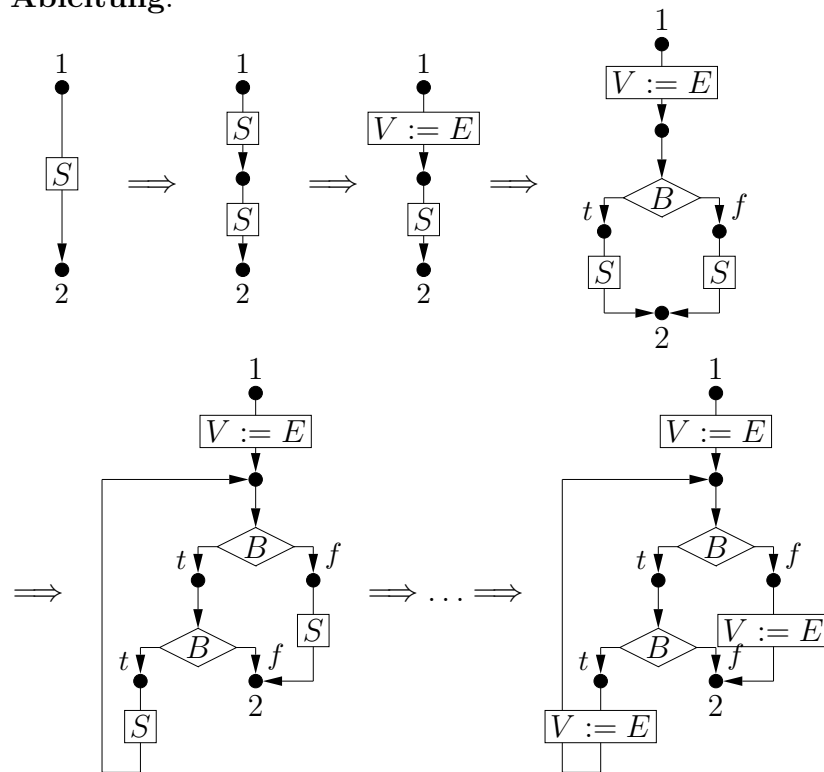 Ableitung:
1 1 1 1
S ⟹ S S ⟹ V := E S ⟹ V := E
B
t f
S S
2 2 2 2
1 1
V := E V := E
⟹ B ⟹ . . . ⟹ B
t f t f
B S B V := E
t f t f
2 2
S V := E